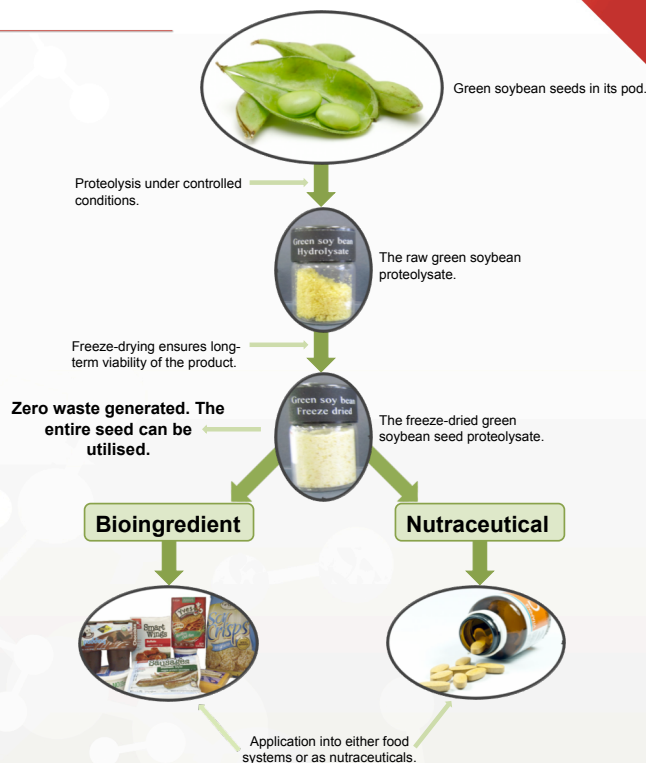 Green soybean seeds in its pod.
Proteolysis under controlled
conditions.
Green soy bean
Hydrolysate
The raw green soybean
proteolysate.
Freeze-drying ensures long-
term viability of the product.
Green soy bean
Freeze dried
Zero waste generated. The
entire seed can be
utilised.
The freeze-dried green
soybean seed proteolysate.
Bioingredient
Nutraceutical
Smart
Wings
Yves
Soy
Crisps
Sausages
Application into either food
systems or as nutraceuticals.